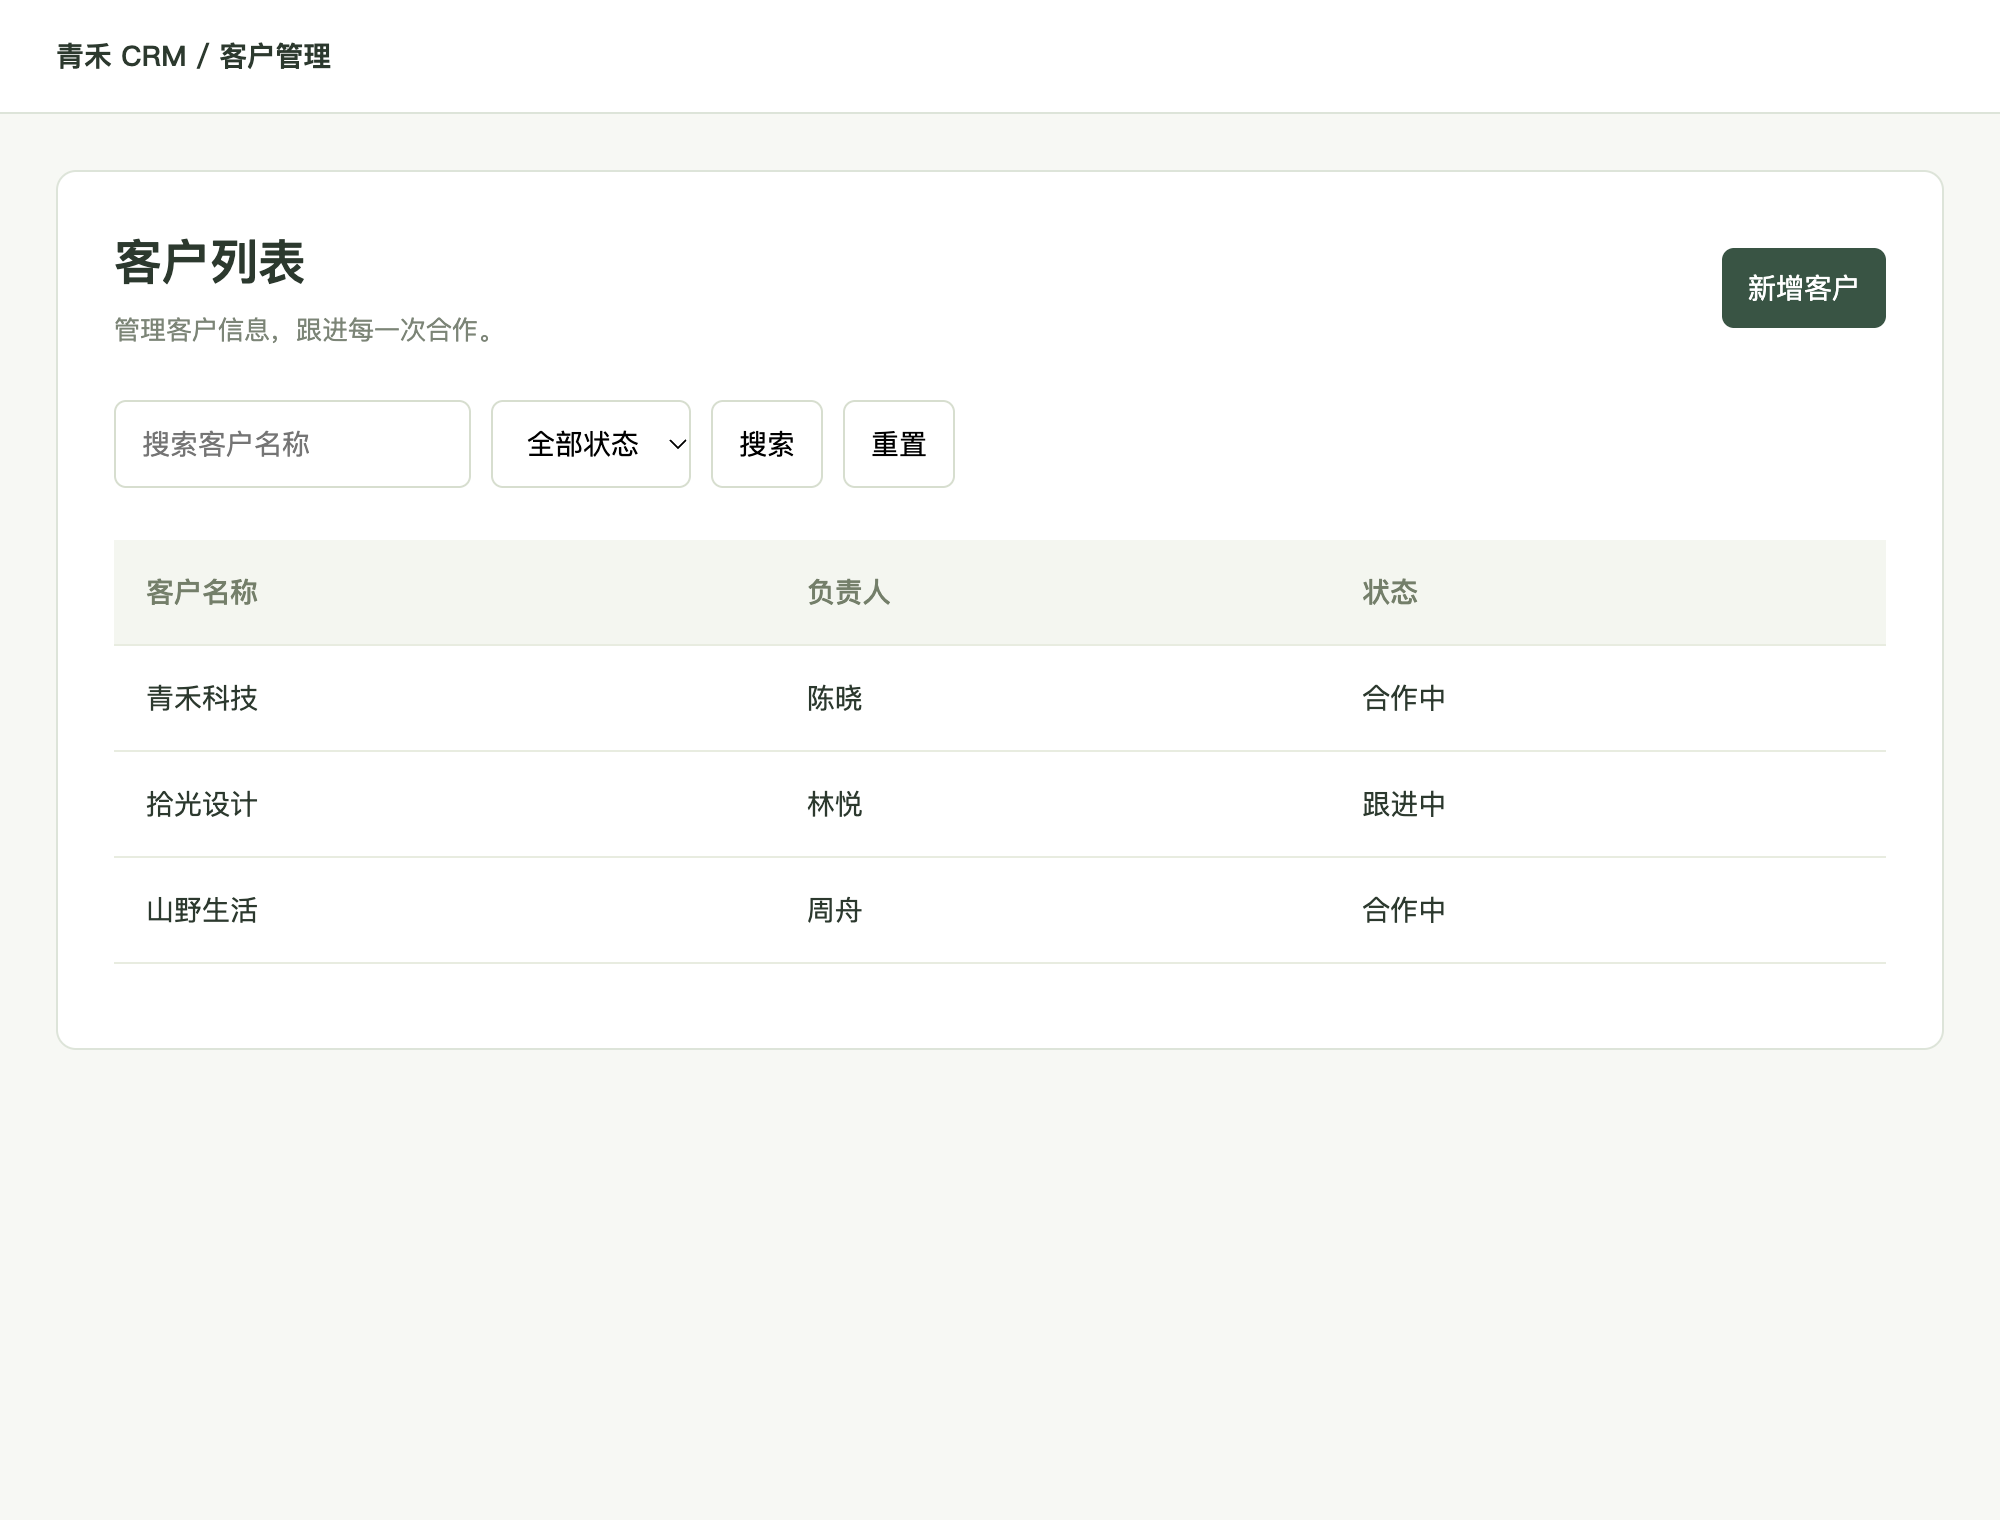 青禾 CRM / 客户管理
客户列表
管理客户信息，跟进每一次合作。
新增客户
搜索客户名称 全部状态 搜索 重置
客户名称 负责人 状态
青禾科技 陈晓 合作中
拾光设计 林悦 跟进中
山野生活 周舟 合作中